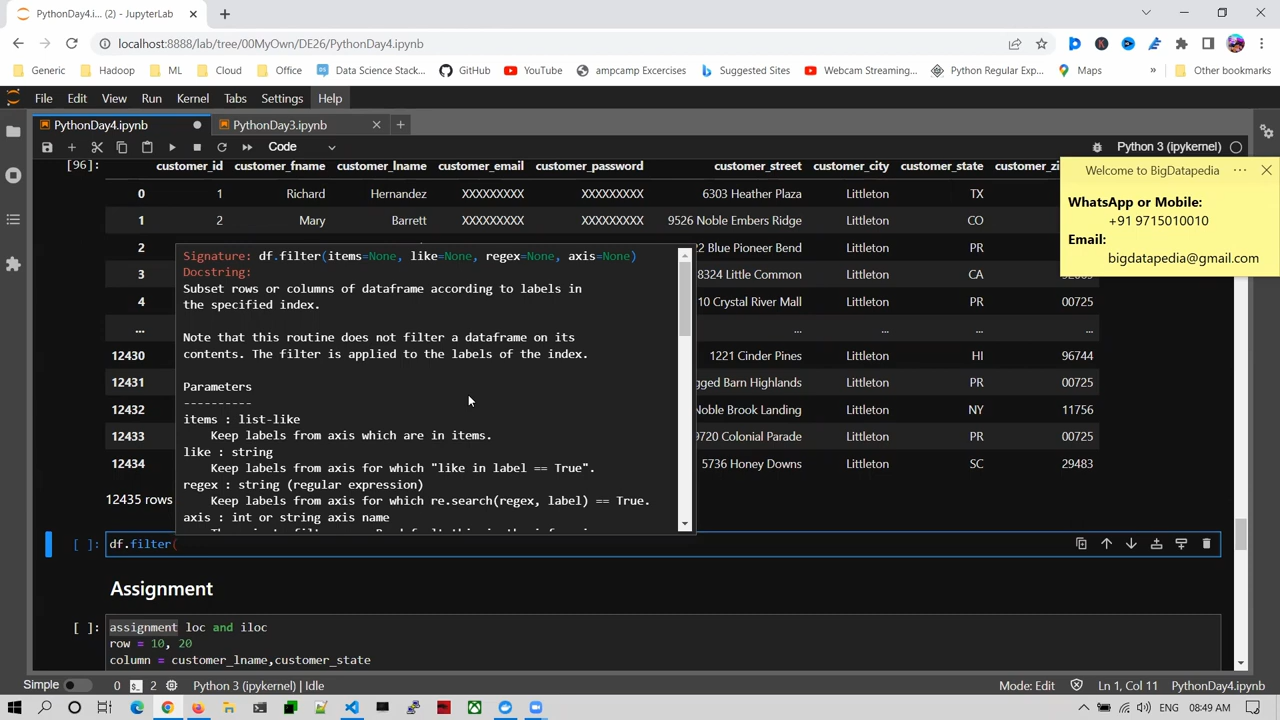 PythonDay4.i... (2) - JupyterLab
localhost:8888/lab/tree/00MyOwn/DE26/PythonDay4.ipynb
Generic Hadoop ML Cloud Office Data Science Stack... GitHub YouTube ampcamp Excercises Suggested Sites Webcam Streaming... Python Regular Exp... Maps » Other bookmarks
File Edit View Run Kernel Tabs Settings Help
PythonDay4.ipynb PythonDay3.ipynb
Code Python 3 (ipykernel)
[96]: customer_id customer_fname customer_lname customer_email customer_password customer_street customer_city customer_state customer_zi
0 1 Richard Hernandez XXXXXXXXX XXXXXXXXX 6303 Heather Plaza Littleton TX
1 2 Mary Barrett XXXXXXXXX XXXXXXXXX 9526 Noble Embers Ridge Littleton CO
2 2 Blue Pioneer Bend Littleton PR
3 8324 Little Common CA
4 10 Crystal River Mall Littleton PR 00725
... ... ... ... ...
12430 1221 Cinder Pines Littleton HI 96744
12431 gged Barn Highlands Littleton PR 00725
12432 Noble Brook Landing Littleton NY 11756
12433 9720 Colonial Parade Littleton PR 00725
12434 5736 Honey Downs Littleton SC 29483
12435 rows
Signature: df.filter(items=None, like=None, regex=None, axis=None)
Docstring:
Subset rows or columns of dataframe according to labels in
the specified index.
Note that this routine does not filter a dataframe on its
contents. The filter is applied to the labels of the index.
Parameters
----------
items : list-like
Keep labels from axis which are in items.
like : string
Keep labels from axis for which "like in label == True".
regex : string (regular expression)
Keep labels from axis for which re.search(regex, label) == True.
axis : int or string axis name
Welcome to BigDatapedia ...
WhatsApp or Mobile:
+91 9715010010
Email:
bigdatapedia@gmail.com
[ ]: df.filter(
Assignment
[ ]: assignment loc and iloc
row = 10, 20
column = customer_lname,customer_state
Simple 0 2 Python 3 (ipykernel) | Idle Mode: Edit Ln 1, Col 11 PythonDay4.ipynb
ENG 08:49 AM